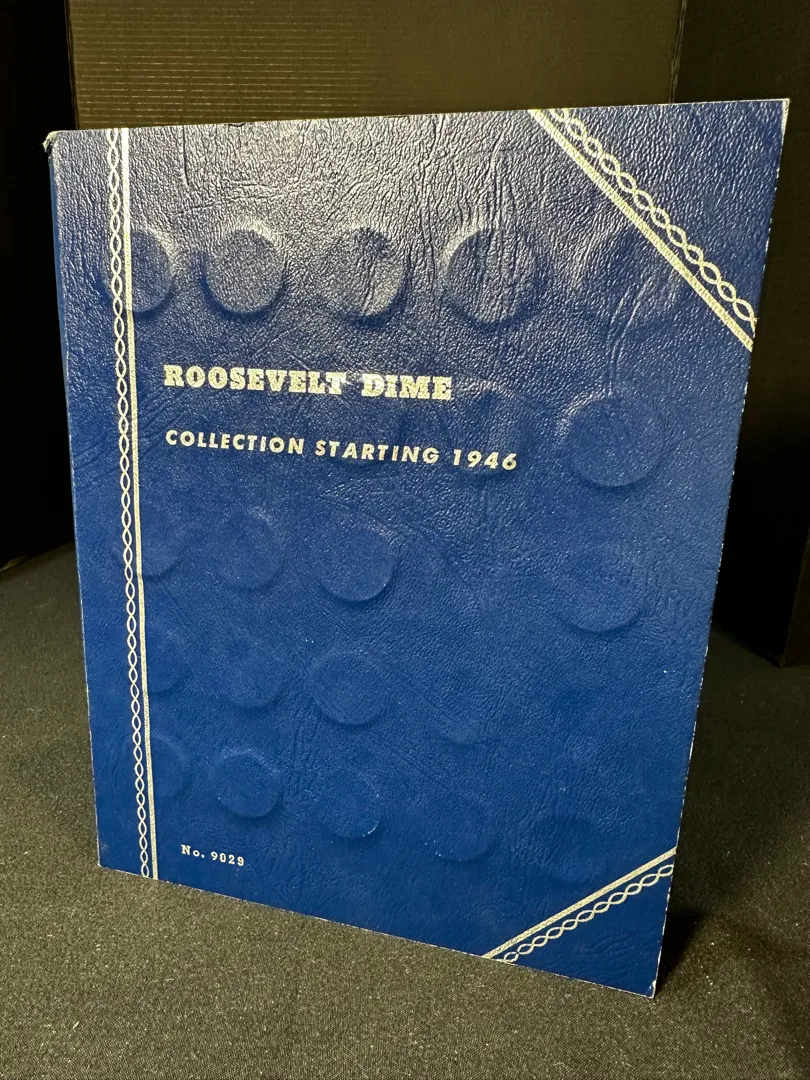 ROOSEVELT DIME
COLLECTION STARTING 1946
No. 9029